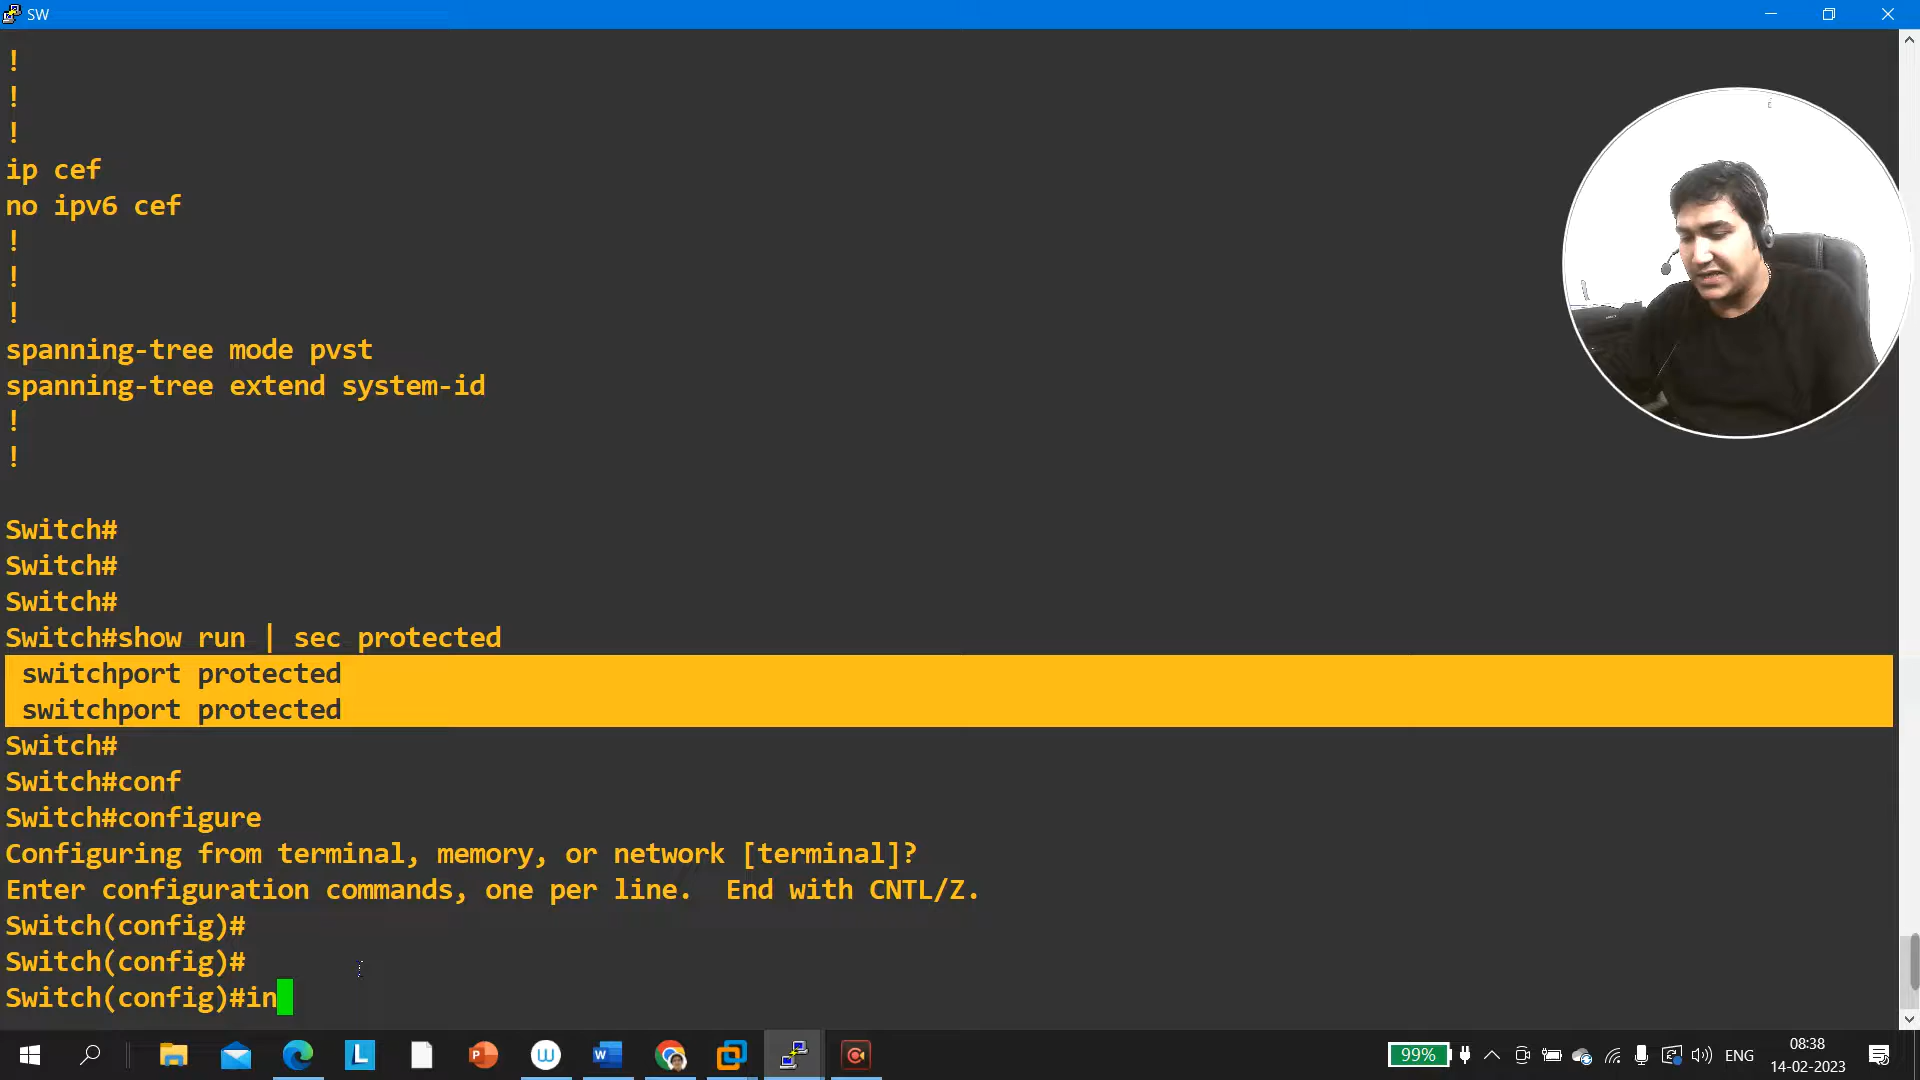 SW
!
!
!
ip cef
no ipv6 cef
!
!
!
spanning-tree mode pvst
spanning-tree extend system-id
!
!
Switch#
Switch#
Switch#
Switch#show run | sec protected
switchport protected
switchport protected
Switch#
Switch#conf
Switch#configure
Configuring from terminal, memory, or network [terminal]?
Enter configuration commands, one per line.  End with CNTL/Z.
Switch(config)#
Switch(config)#
Switch(config)#in
99%
ENG
08:38
14-02-2023